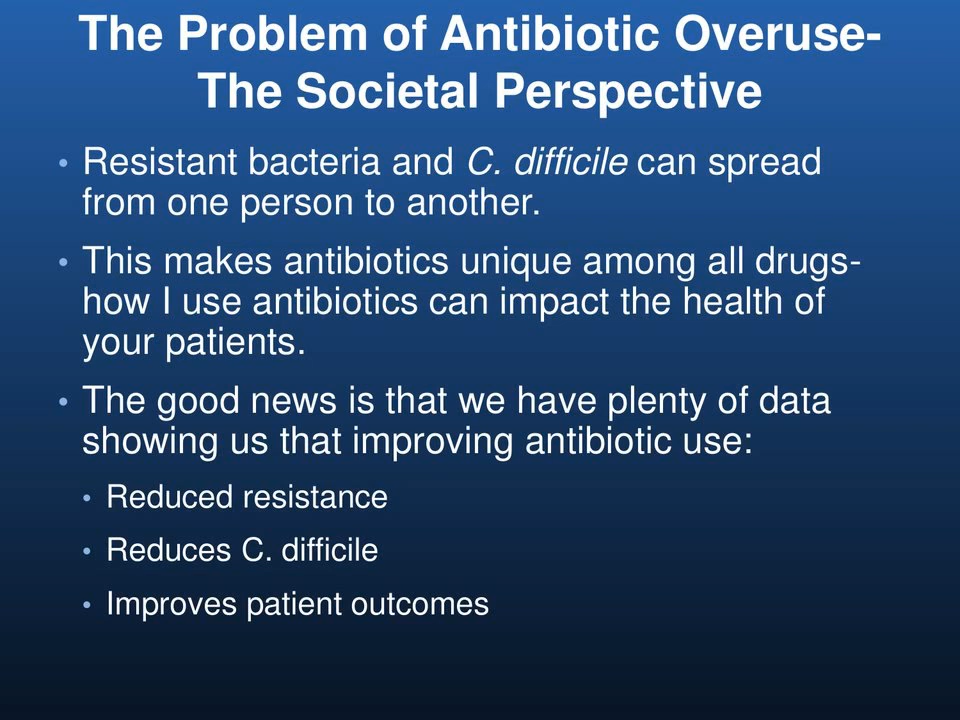 The Problem of Antibiotic Overuse-
The Societal Perspective
• Resistant bacteria and C. difficile can spread
from one person to another.
• This makes antibiotics unique among all drugs-
how I use antibiotics can impact the health of
your patients.
• The good news is that we have plenty of data
showing us that improving antibiotic use:
• Reduced resistance
• Reduces C. difficile
• Improves patient outcomes